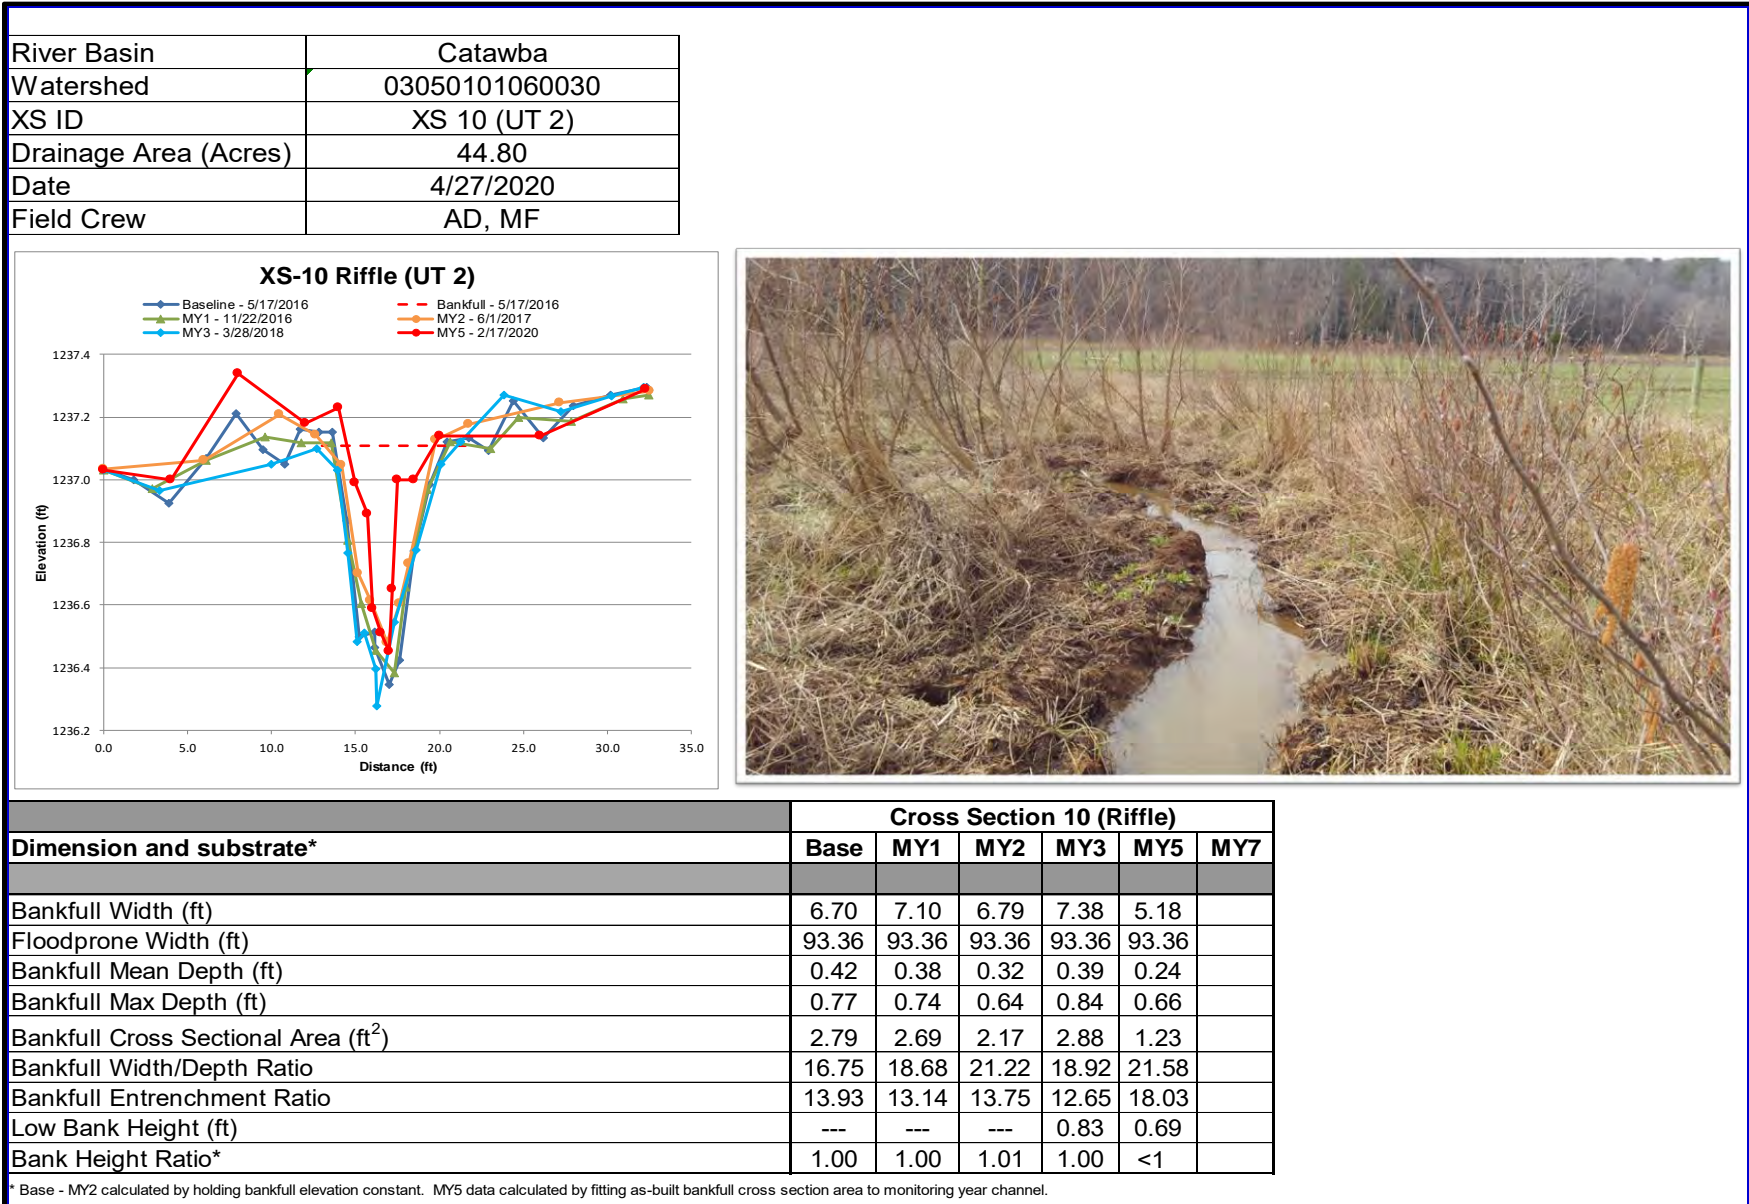 River Basin Catawba
Watershed 03050101060030
XS ID XS 10 (UT 2)
Drainage Area (Acres) 44.80
Date 4/27/2020
Field Crew AD, MF
XS-10 Riffle (UT 2)
Baseline - 5/17/2016 Bankfull - 5/17/2016
MY1 - 11/22/2016 MY2 - 6/1/2017
MY3 - 3/28/2018 MY5 - 2/17/2020
1237.4
1237.2
1237.0
1236.8
1236.6
1236.4
1236.2
Elevation (ft)
0.0 5.0 10.0 15.0 20.0 25.0 30.0 35.0
Distance (ft)
Cross Section 10 (Riffle)
Dimension and substrate* Base MY1 MY2 MY3 MY5 MY7
Bankfull Width (ft) 6.70 7.10 6.79 7.38 5.18
Floodprone Width (ft) 93.36 93.36 93.36 93.36 93.36
Bankfull Mean Depth (ft) 0.42 0.38 0.32 0.39 0.24
Bankfull Max Depth (ft) 0.77 0.74 0.64 0.84 0.66
Bankfull Cross Sectional Area (ft2) 2.79 2.69 2.17 2.88 1.23
Bankfull Width/Depth Ratio 16.75 18.68 21.22 18.92 21.58
Bankfull Entrenchment Ratio 13.93 13.14 13.75 12.65 18.03
Low Bank Height (ft) --- --- --- 0.83 0.69
Bank Height Ratio* 1.00 1.00 1.01 1.00 <1
* Base - MY2 calculated by holding bankfull elevation constant. MY5 data calculated by fitting as-built bankfull cross section area to monitoring year channel.